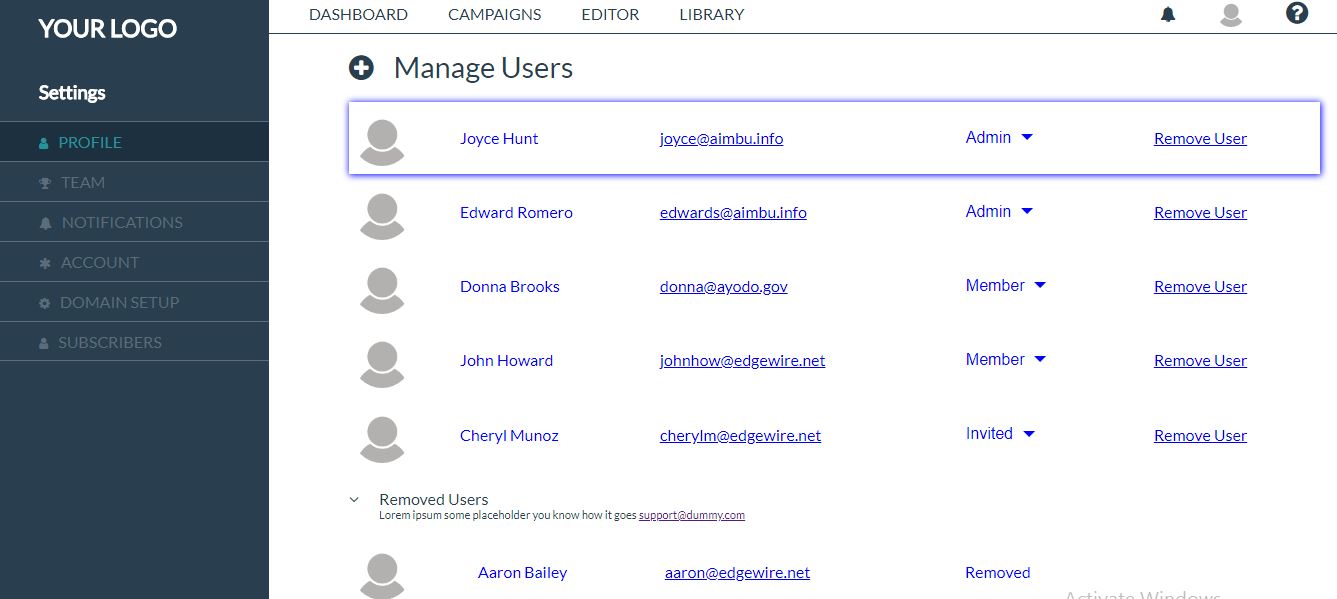 YOUR LOGO
DASHBOARD CAMPAIGNS EDITOR LIBRARY
Settings
PROFILE
TEAM
NOTIFICATIONS
ACCOUNT
DOMAIN SETUP
SUBSCRIBERS
Manage Users
Joyce Hunt joyce@aimbu.info Admin Remove User
Edward Romero edwards@aimbu.info Admin Remove User
Donna Brooks donna@ayodo.gov Member Remove User
John Howard johnhow@edgewire.net Member Remove User
Cheryl Munoz cherylm@edgewire.net Invited Remove User
Removed Users
Lorem ipsum some placeholder you know how it goes support@dummy.com
Aaron Bailey aaron@edgewire.net Removed
Activate Windows